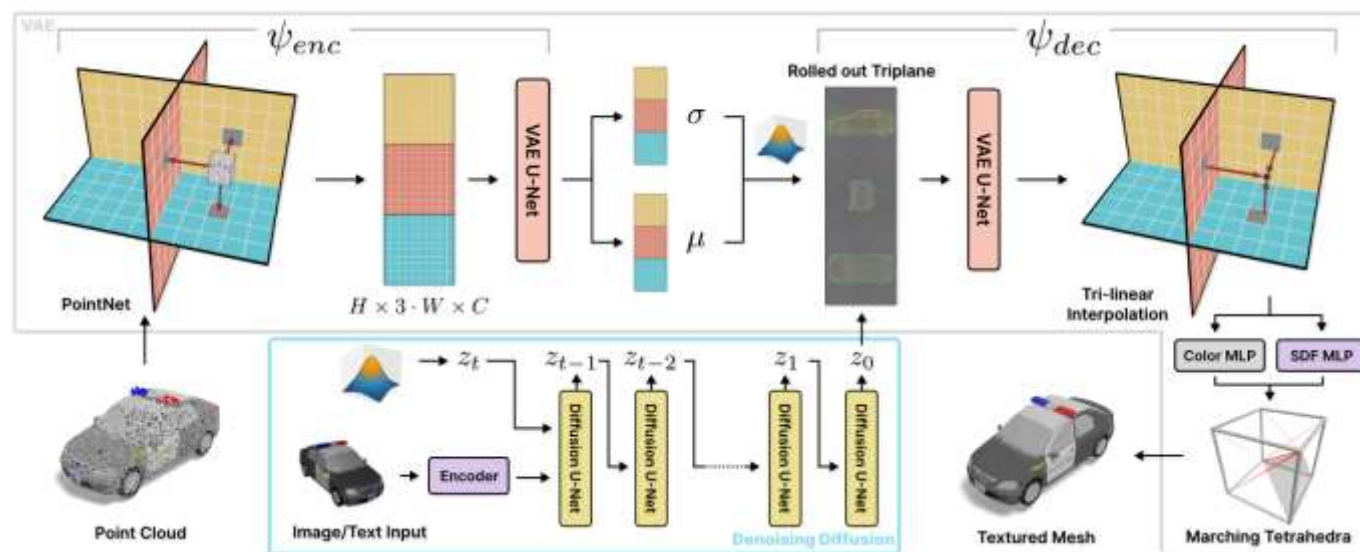 VAE
ψenc
ψdec
Rolled out Triplane
VAE U-Net
σ
μ
VAE U-Net
PointNet
H × 3 · W × C
Tri-linear
Interpolation
zt
zt−1
zt−2
z1
z0
Color MLP
SDF MLP
Diffusion U-Net
Diffusion U-Net
Diffusion U-Net
Diffusion U-Net
Encoder
Point Cloud
Image/Text Input
Denoising Diffusion
Textured Mesh
Marching Tetrahedra